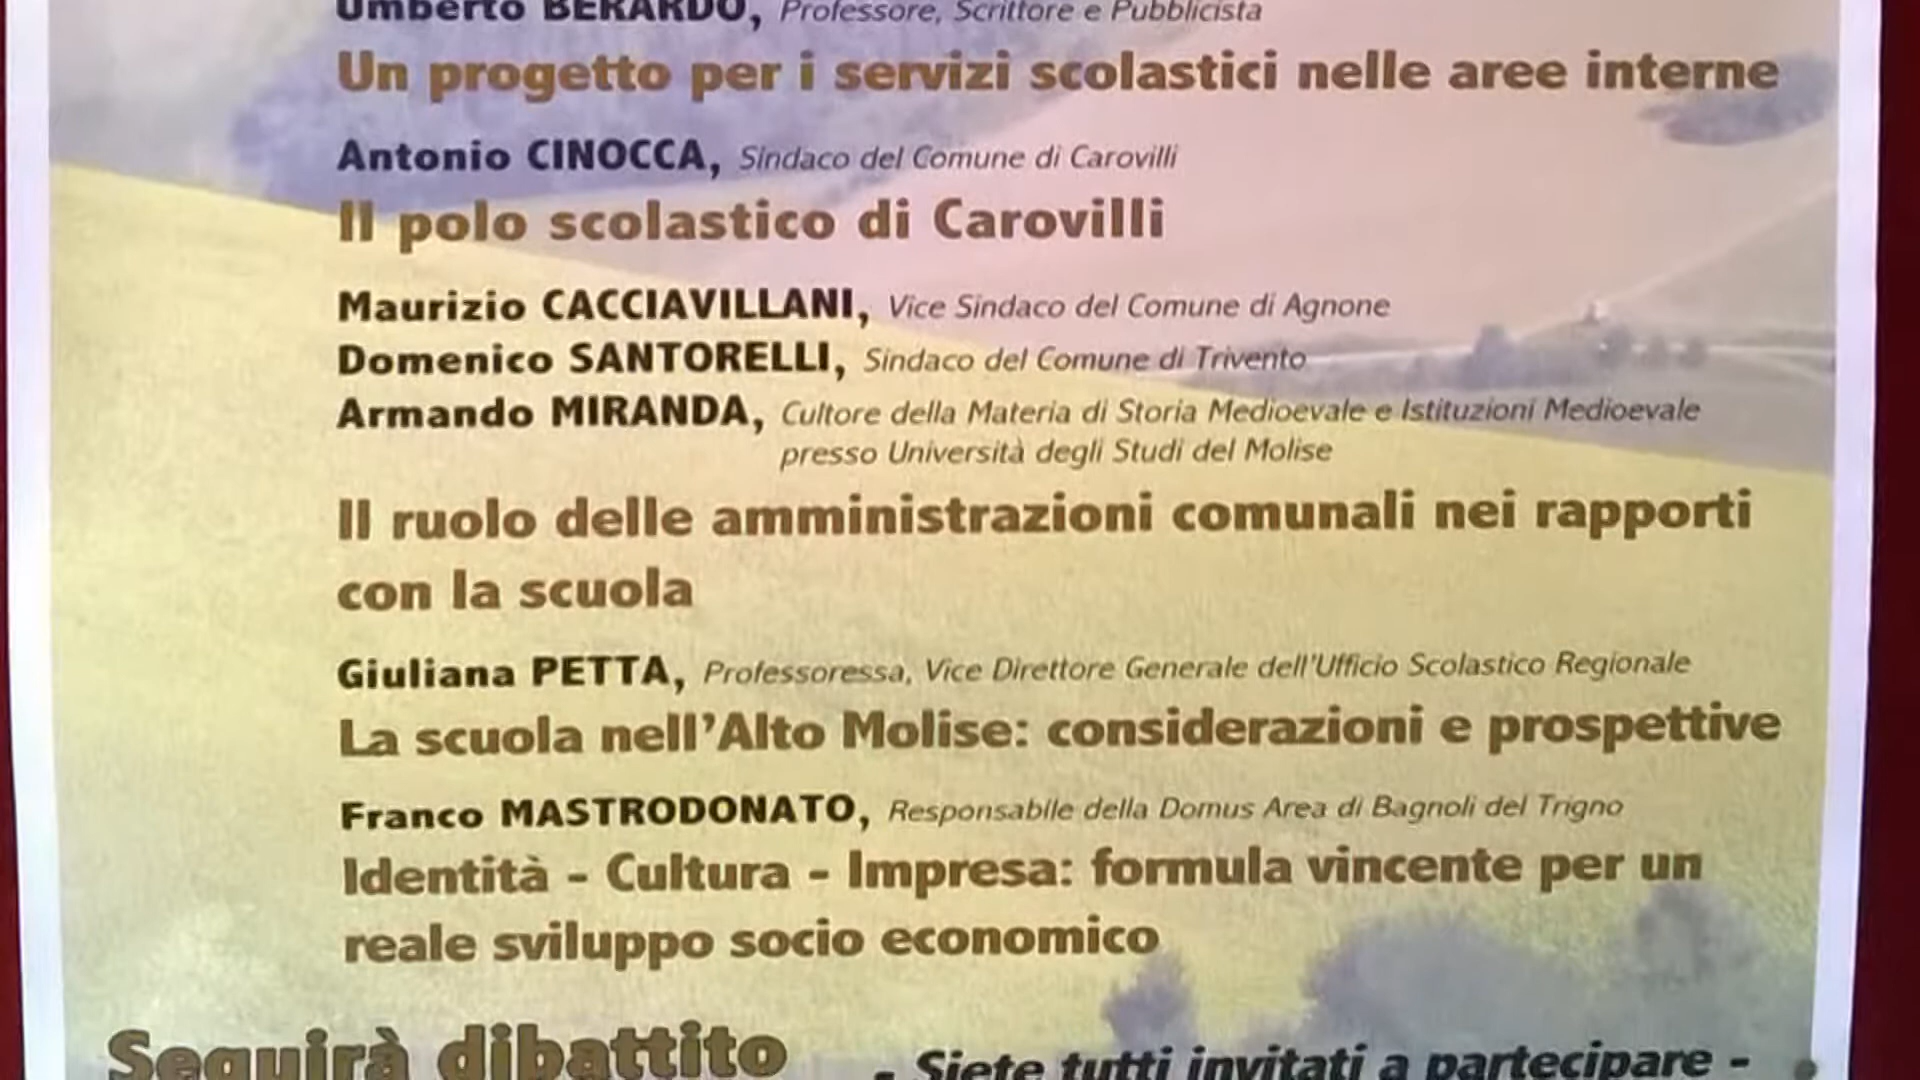 Umberto BERARDO, Professore, Scrittore e Pubblicista
Un progetto per i servizi scolastici nelle aree interne
Antonio CINOCCA, Sindaco del Comune di Carovilli
Il polo scolastico di Carovilli
Maurizio CACCIAVILLANI, Vice Sindaco del Comune di Agnone
Domenico SANTORELLI, Sindaco del Comune di Trivento
Armando MIRANDA, Cultore della Materia di Storia Medioevale e Istituzioni Medioevale
presso Università degli Studi del Molise
Il ruolo delle amministrazioni comunali nei rapporti
con la scuola
Giuliana PETTA, Professoressa, Vice Direttore Generale dell'Ufficio Scolastico Regionale
La scuola nell'Alto Molise: considerazioni e prospettive
Franco MASTRODONATO, Responsabile della Domus Area di Bagnoli del Trigno
Identità - Cultura - Impresa: formula vincente per un
reale sviluppo socio economico
Seguirà dibattito - Siete tutti invitati a partecipare -